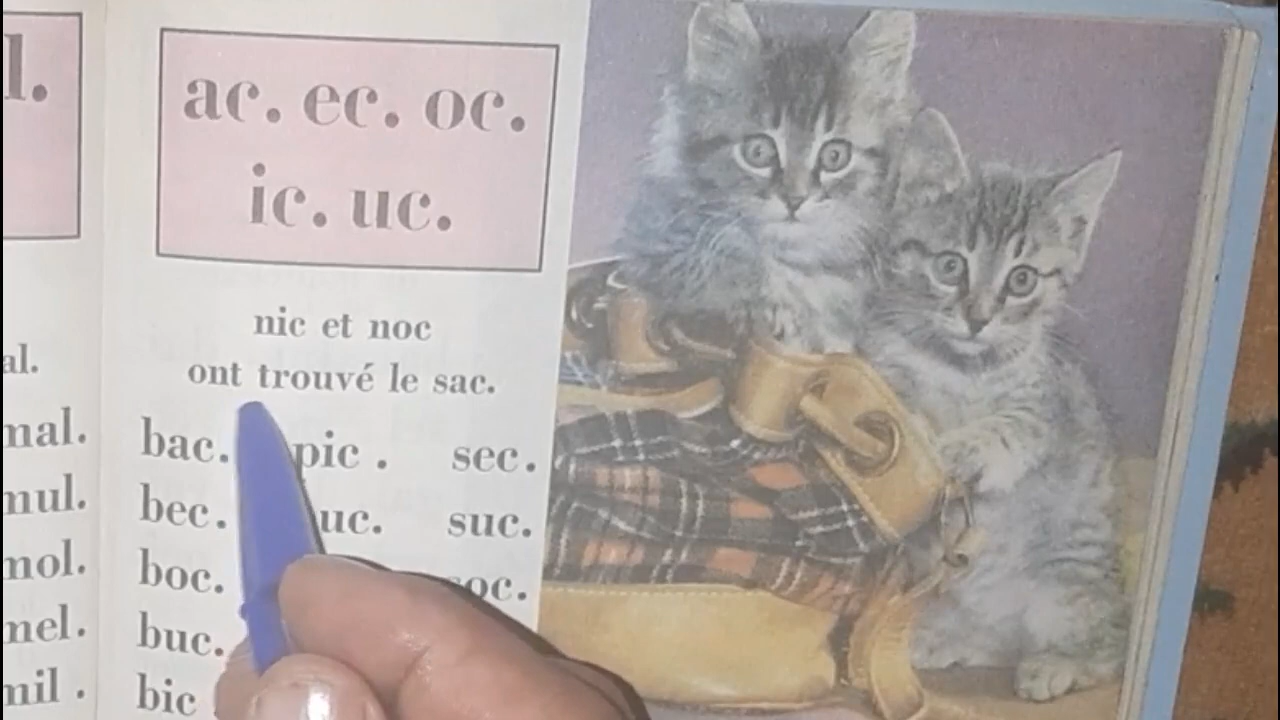 l.
ac. ec. oc.
ic. uc.
nic et noc
ont trouvé le sac.
al.
mal.
bac. pic . sec.
mul.
bec. uc. suc.
mol.
boc. oc.
mel.
buc.
mil .
bic